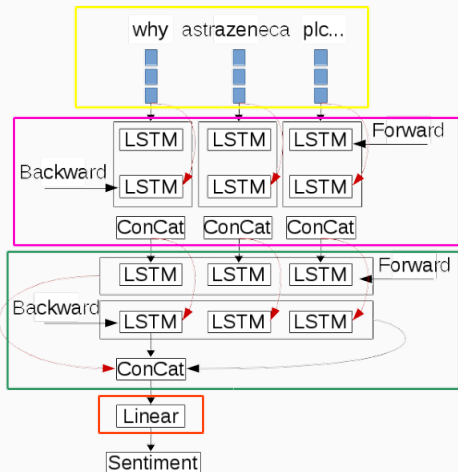 why astrazeneca plc...
LSTM LSTM LSTM Forward
Backward LSTM LSTM LSTM
ConCat ConCat ConCat
LSTM LSTM LSTM Forward
Backward LSTM LSTM LSTM
ConCat
Linear
Sentiment